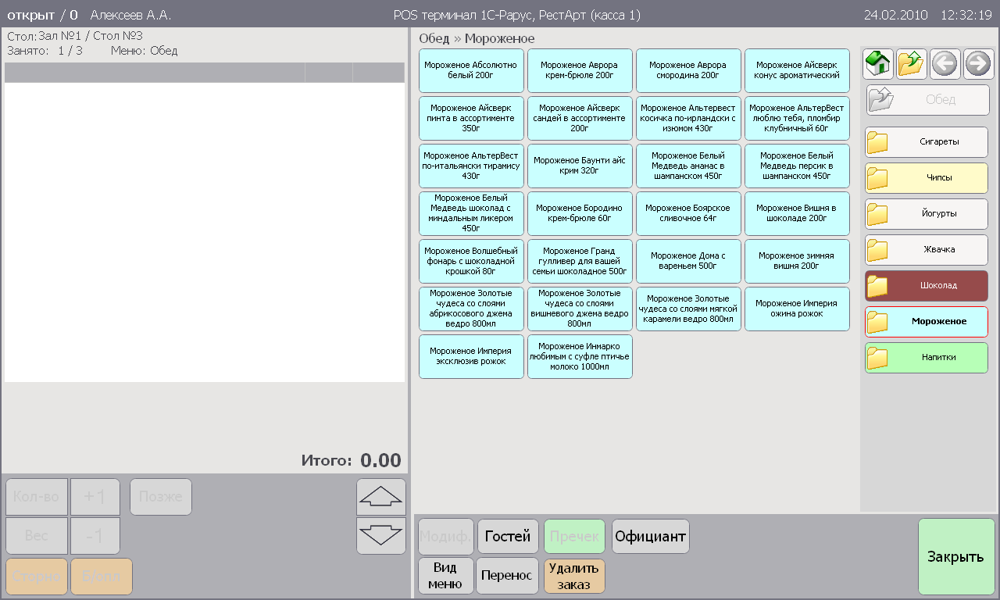 открыт / 0 Алексеев А.А. POS терминал 1С-Рарус, РестАрт (касса 1) 24.02.2010 12:32:19
Стол: Зал №1 / Стол №3
Занято: 1 / 3 Меню: Обед
Итого: 0.00
Кол-во +1 Позже
Вес -1
Сторно Б/опл
Обед » Мороженое
Мороженое Абсолютно
белый 200г
Мороженое Аврора
крем-брюле 200г
Мороженое Аврора
смородина 200г
Мороженое Айсверк
конус ароматический
Мороженое Айсверк
пинта в ассортименте
350г
Мороженое Айсверк
сандей в ассортименте
200г
Мороженое Альтервест
косичка по-ирландски с
изюмом 430г
Мороженое АльтерВест
люблю тебя, пломбир
клубничный 60г
Мороженое АльтерВест
по-итальянски тирамису
430г
Мороженое Баунти айс
крим 320г
Мороженое Белый
Медведь ананас в
шампанском 450г
Мороженое Белый
Медведь персик в
шампанском 450г
Мороженое Белый
Медведь шоколад с
миндальным ликером
450г
Мороженое Бородино
крем-брюле 60г
Мороженое Боярское
сливочное 64г
Мороженое Вишня в
шоколаде 200г
Мороженое Волшебный
фонарь с шоколадной
крошкой 80г
Мороженое Гранд
гулливер для вашей
семьи шоколадное 500г
Мороженое Дома с
вареньем 500г
Мороженое зимняя
вишня 200г
Мороженое Золотые
чудеса со слоями
абрикосового джема
ведро 800мл
Мороженое Золотые
чудеса со слоями
вишневого джема ведро
800мл
Мороженое Золотые
чудеса со слоями мягкой
карамели ведро 800мл
Мороженое Империя
ожина рожок
Мороженое Империя
эксклюзив рожок
Мороженое Инмарко
любимым с суфле птичье
молоко 1000мл
Обед
Сигареты
Чипсы
Йогурты
Жвачка
Шоколад
Мороженое
Напитки
Модиф. Гостей Пречек Официант
Вид
меню
Перенос
Удалить
заказ
Закрыть